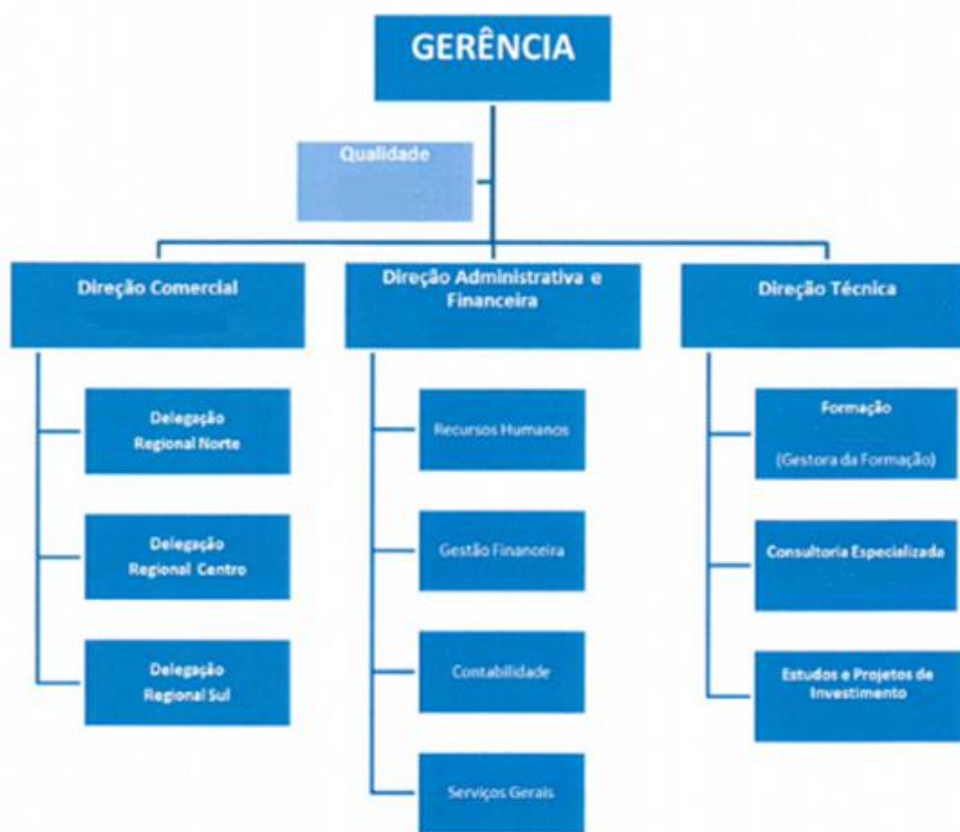 GERÊNCIA
Qualidade
Direção Comercial
Direção Administrativa e
Financeira
Direção Técnica
Delegação
Regional Norte
Delegação
Regional Centro
Delegação
Regional Sul
Recursos Humanos
Gestão Financeira
Contabilidade
Serviços Gerais
Formação
(Gestora da Formação)
Consultoria Especializada
Estudos e Projetos de
Investimento